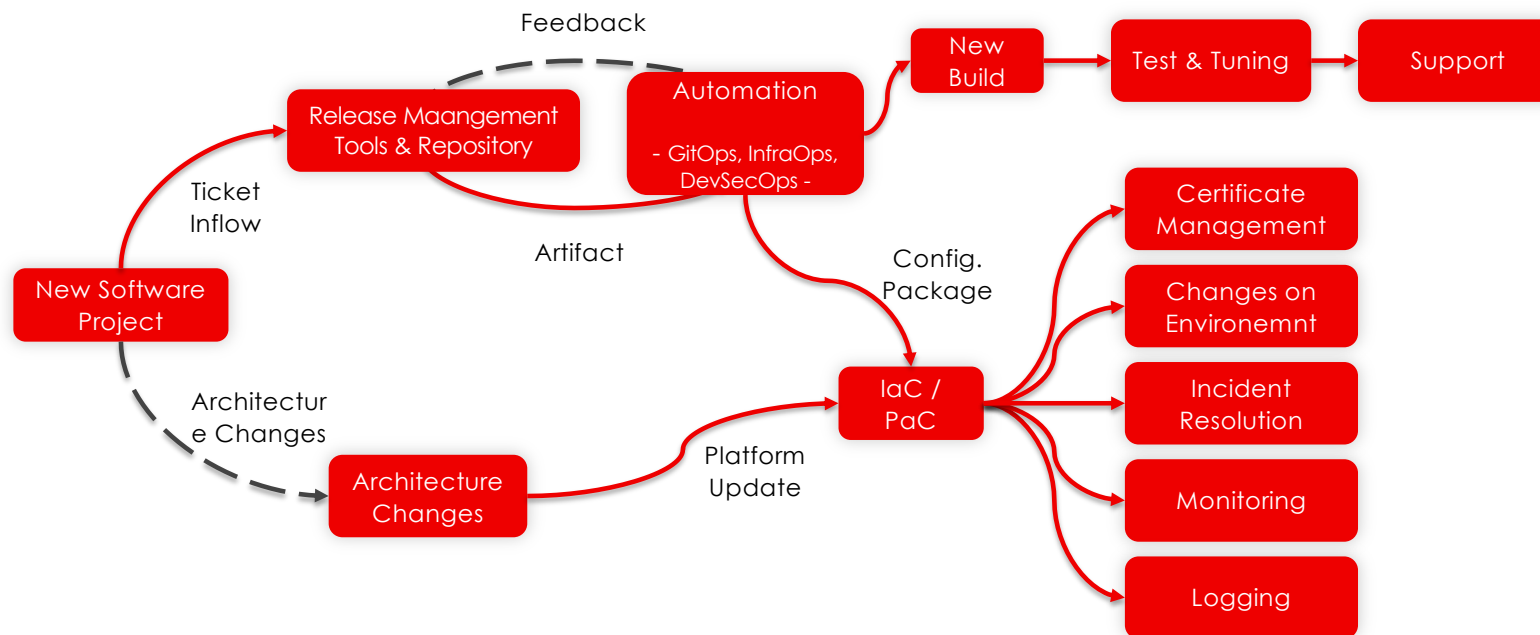 Feedback
New
Build
Test & Tuning
Support
Automation
- GitOps, InfraOps,
DevSecOps -
Release Maangement
Tools & Repository
Ticket
Inflow
Artifact
Config.
Package
Certificate
Management
New Software
Project
Changes on
Environemnt
IaC /
PaC
Incident
Resolution
Architectur
e Changes
Platform
Update
Architecture
Changes
Monitoring
Logging